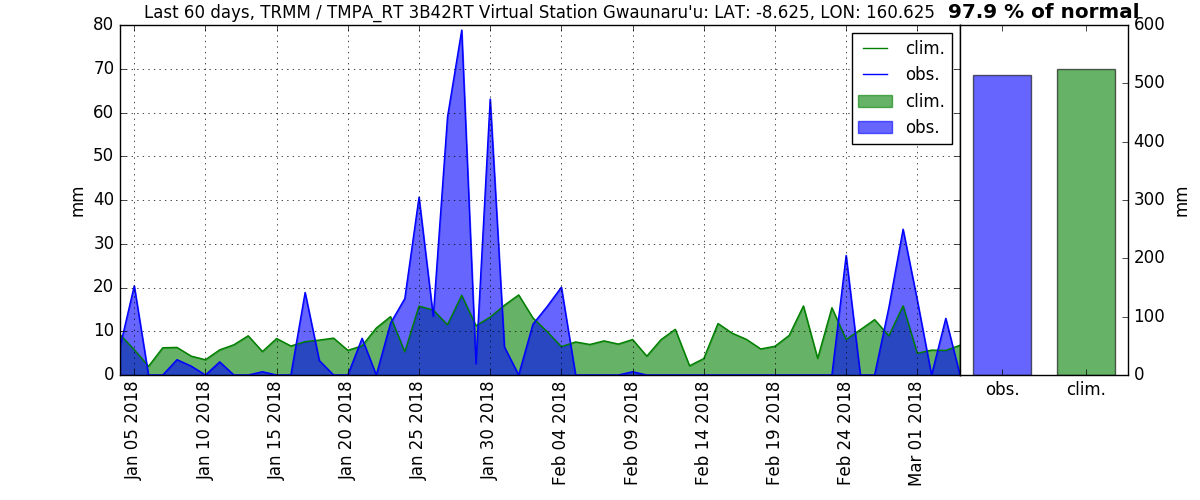 Last 60 days, TRMM / TMPA_RT 3B42RT Virtual Station Gwaunaru'u: LAT: -8.625, LON: 160.625 97.9 % of normal
80
70
60
50
40
30
20
10
0
mm
clim.
obs.
clim.
obs.
600
500
400
300
200
100
0
mm
obs.
clim.
Jan 05 2018
Jan 10 2018
Jan 15 2018
Jan 20 2018
Jan 25 2018
Jan 30 2018
Feb 04 2018
Feb 09 2018
Feb 14 2018
Feb 19 2018
Feb 24 2018
Mar 01 2018